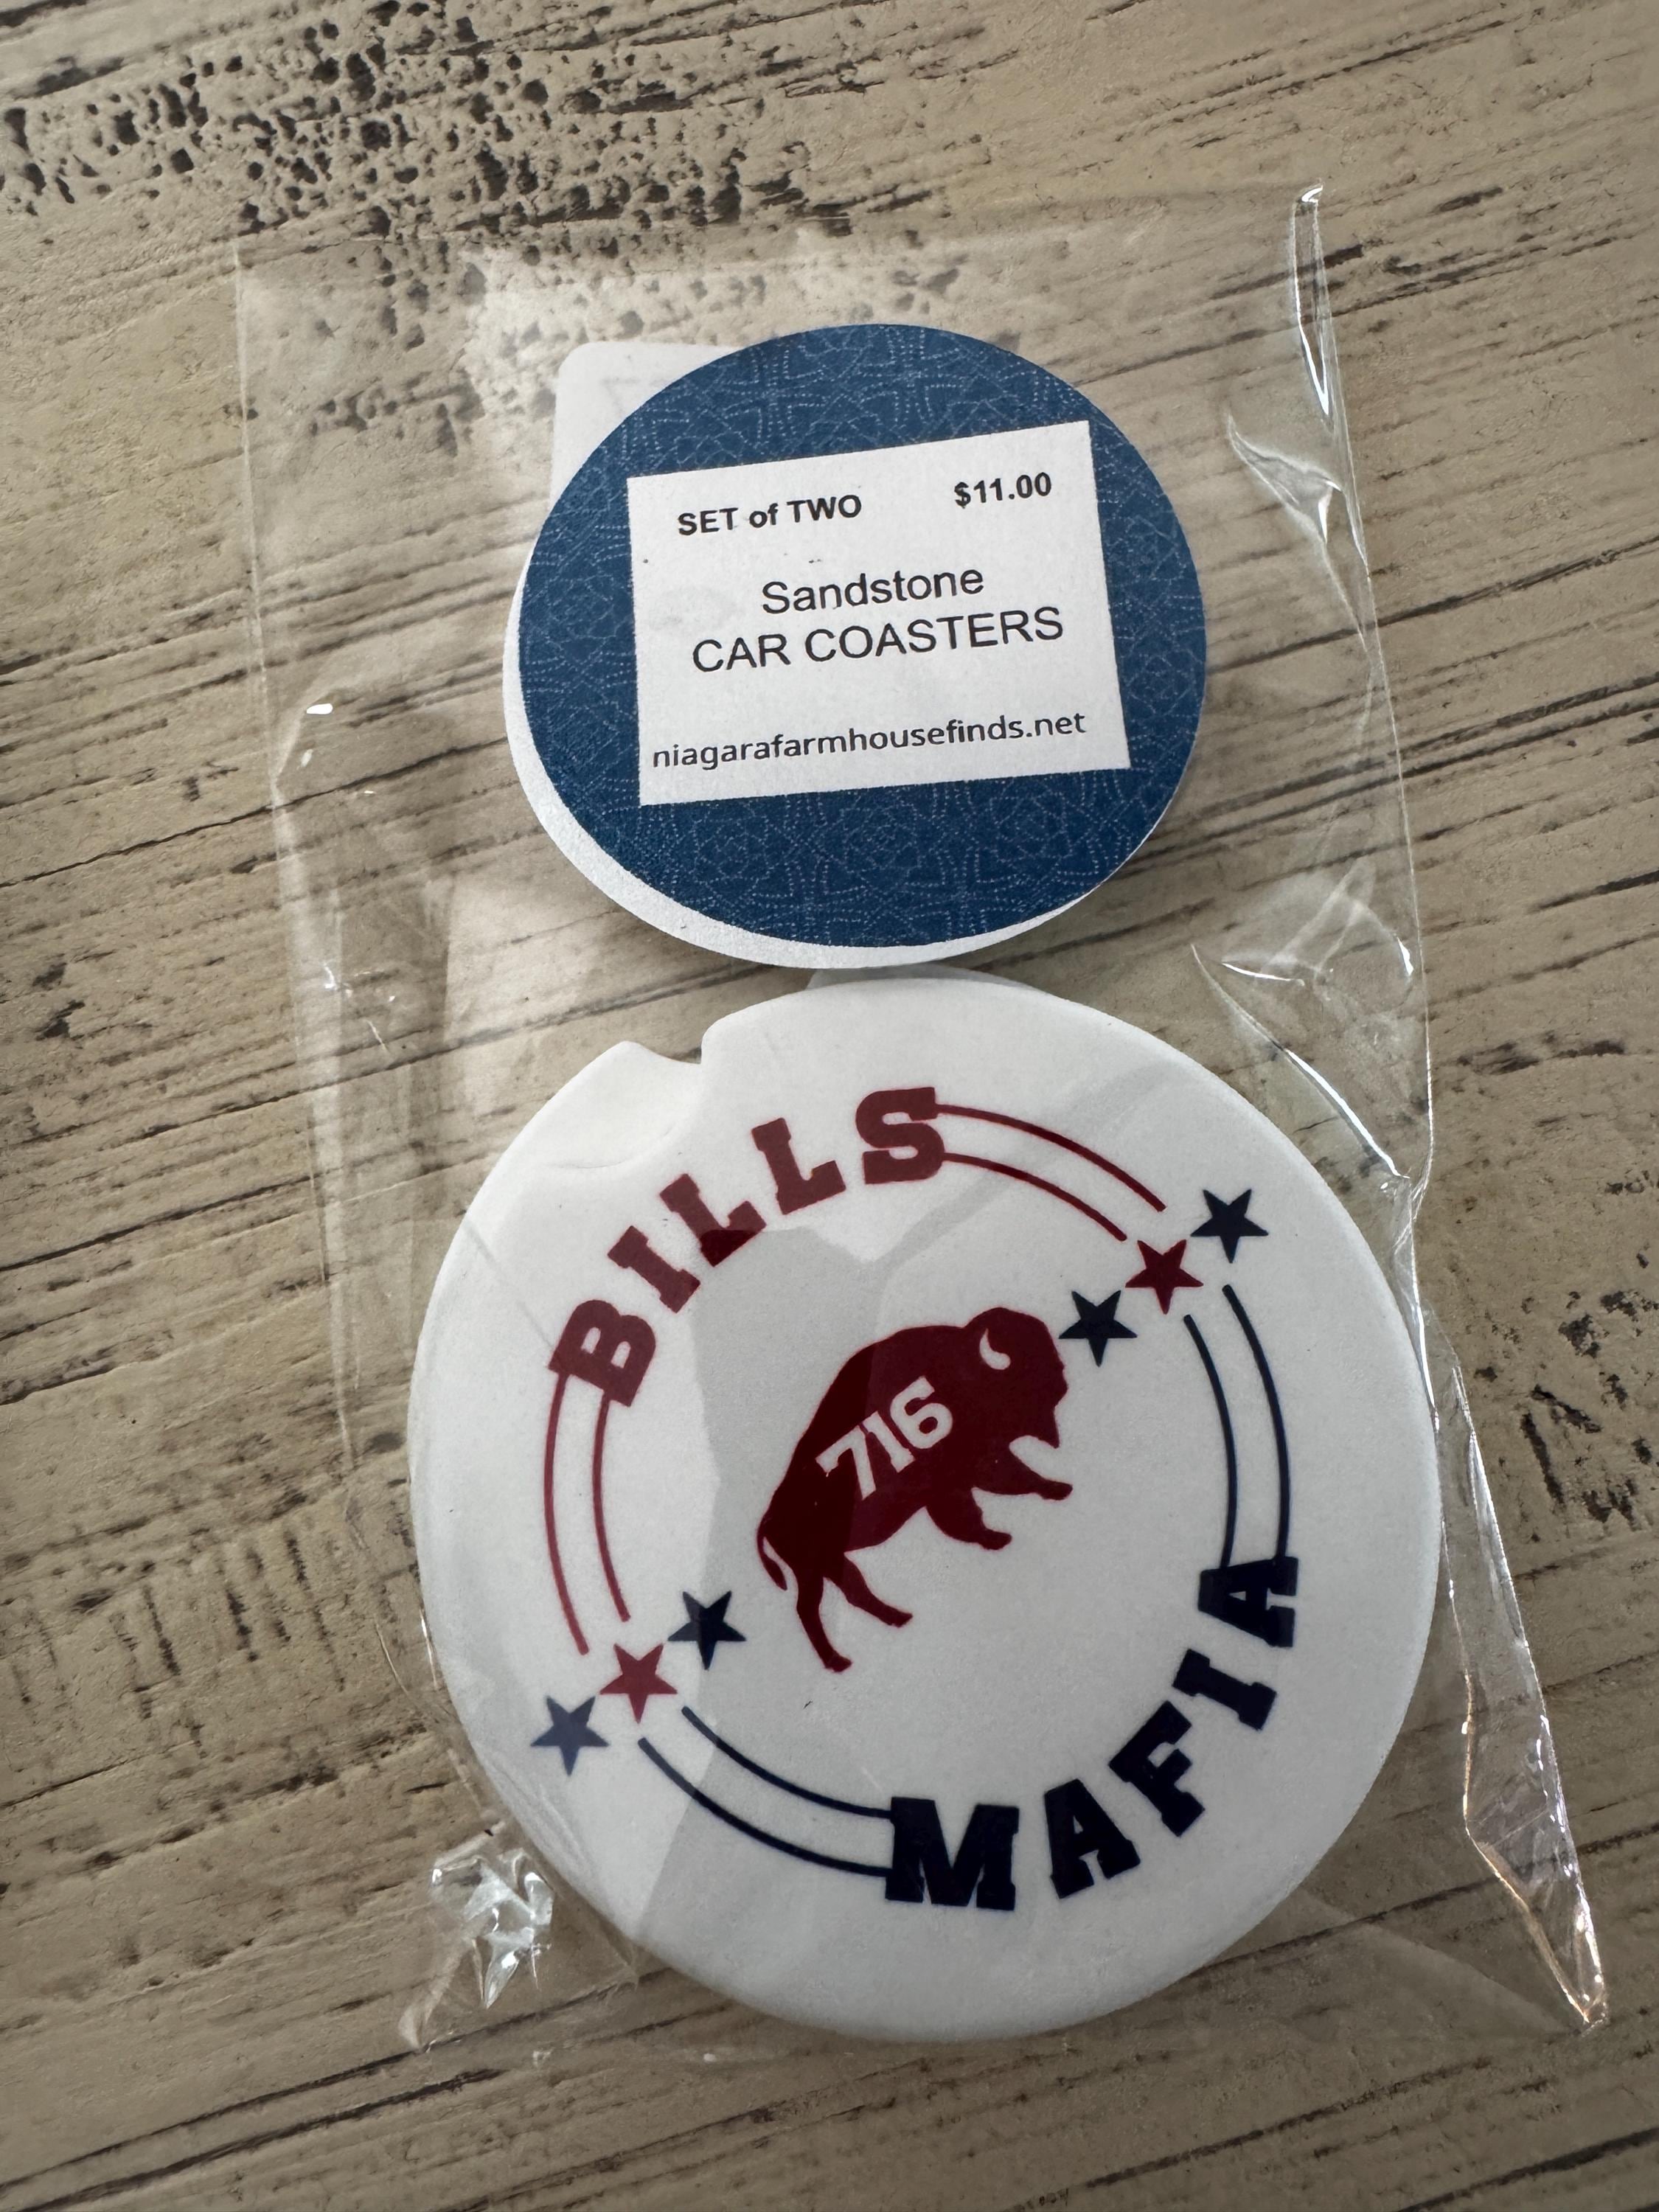 SET of TWO $11.00
Sandstone
CAR COASTERS
niagarafarmhousefinds.net
BILLS
716
MAFIA